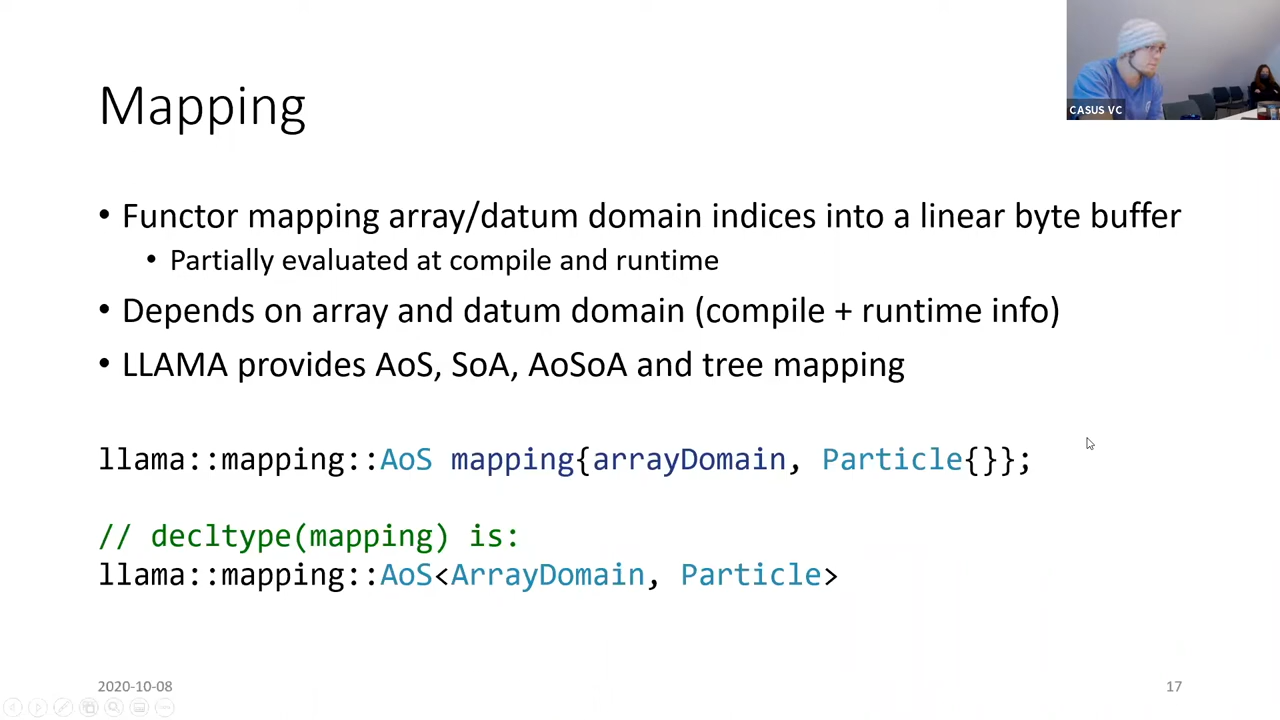 CASUS VC
Mapping
• Functor mapping array/datum domain indices into a linear byte buffer
• Partially evaluated at compile and runtime
• Depends on array and datum domain (compile + runtime info)
• LLAMA provides AoS, SoA, AoSoA and tree mapping
llama::mapping::AoS mapping{arrayDomain, Particle{}};
// decltype(mapping) is:
llama::mapping::AoS<ArrayDomain, Particle>
2020-10-08
17